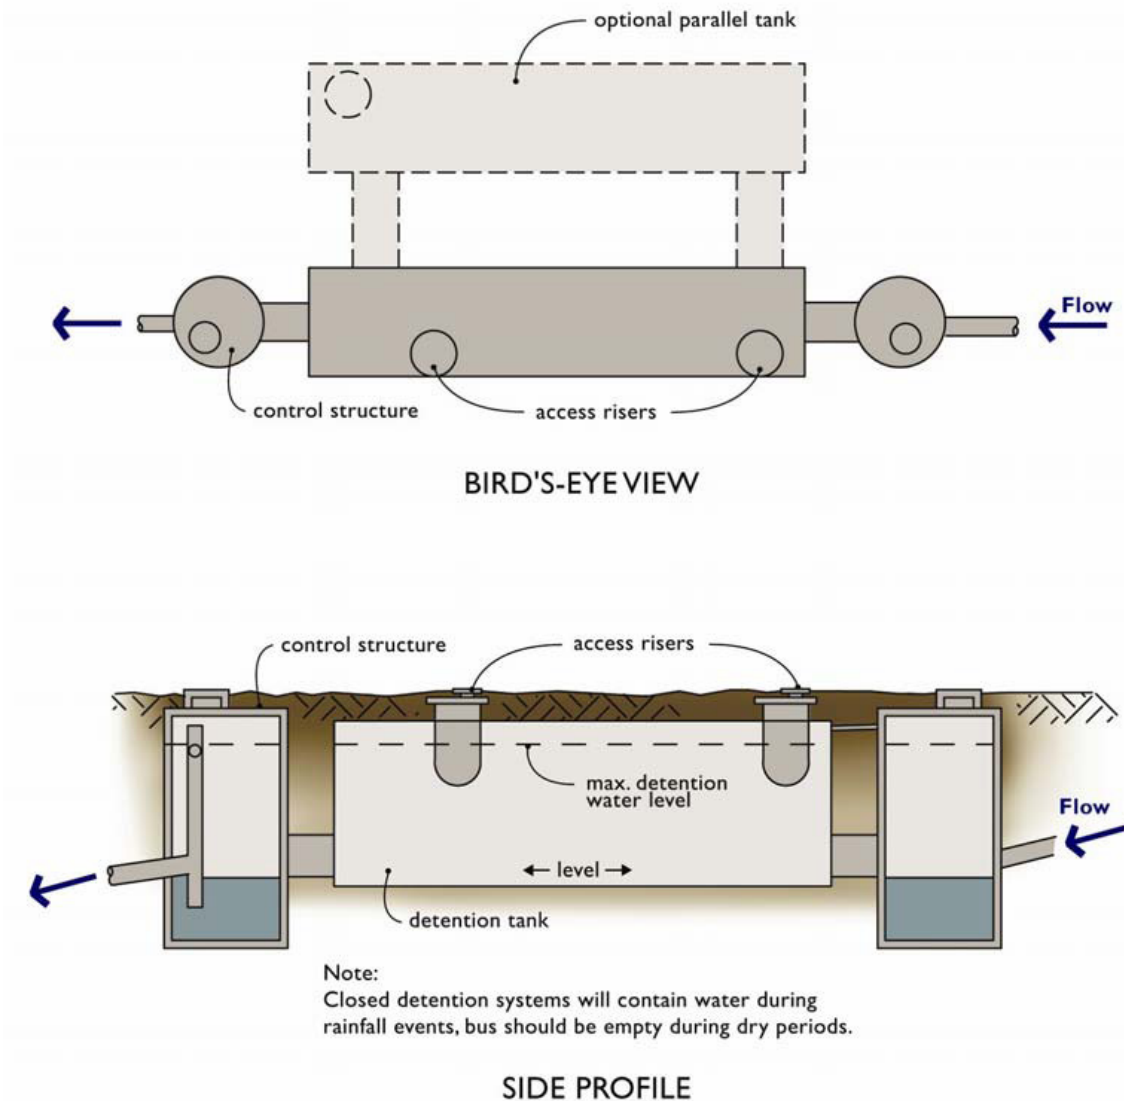 optional parallel tank
Flow
control structure
access risers
BIRD'S-EYE VIEW
control structure
access risers
max. detention
water level
Flow
level
detention tank
Note:
Closed detention systems will contain water during
rainfall events, bus should be empty during dry periods.
SIDE PROFILE